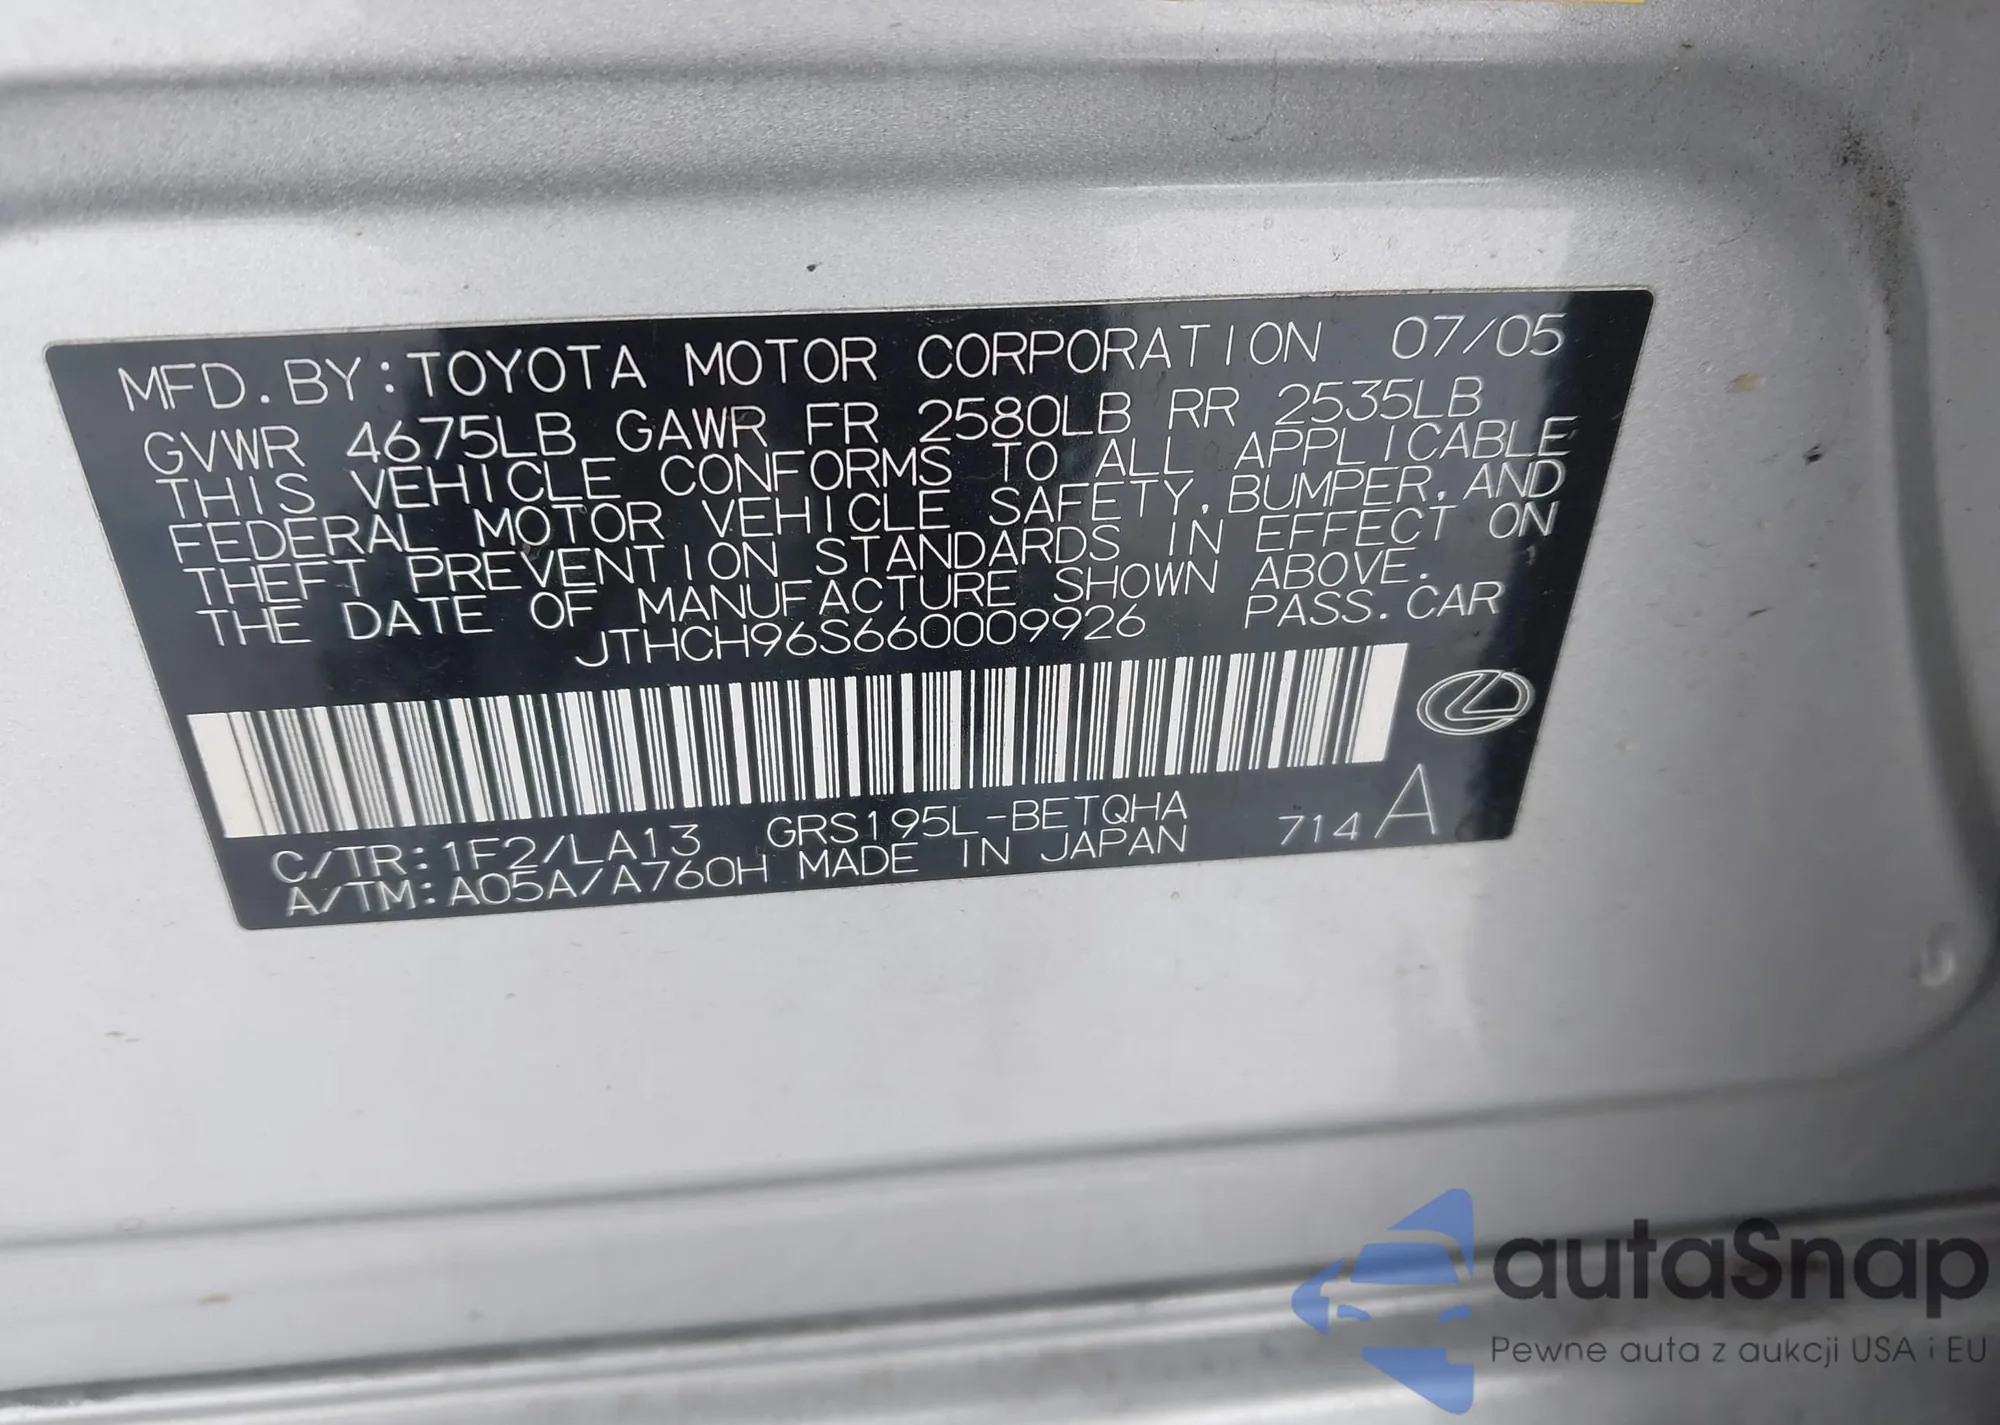 MFD. BY: TOYOTA MOTOR CORPORATION 07/05
GVWR 4675LB GAWR FR 2580LB RR 2535LB
THIS VEHICLE CONFORMS TO ALL APPLICABLE
FEDERAL MOTOR VEHICLE SAFETY, BUMPER, AND
THEFT PREVENTION STANDARDS IN EFFECT ON
THE DATE OF MANUFACTURE SHOWN ABOVE.
JTHCH96S660009926 PASS. CAR
C/TR: 1F2/LA13 GRS195L-BETQHA
A/TM: A05A/A760H MADE IN JAPAN 714A
autaSnap
Pewne auta z aukcji USA i EU